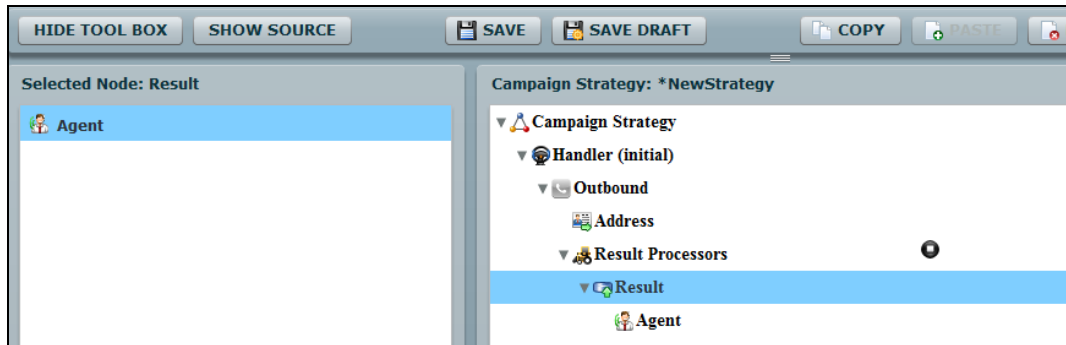 HIDE TOOL BOX SHOW SOURCE SAVE SAVE DRAFT COPY PASTE
Selected Node: Result
Agent
Campaign Strategy: *NewStrategy
Campaign Strategy
Handler (initial)
Outbound
Address
Result Processors
Result
Agent